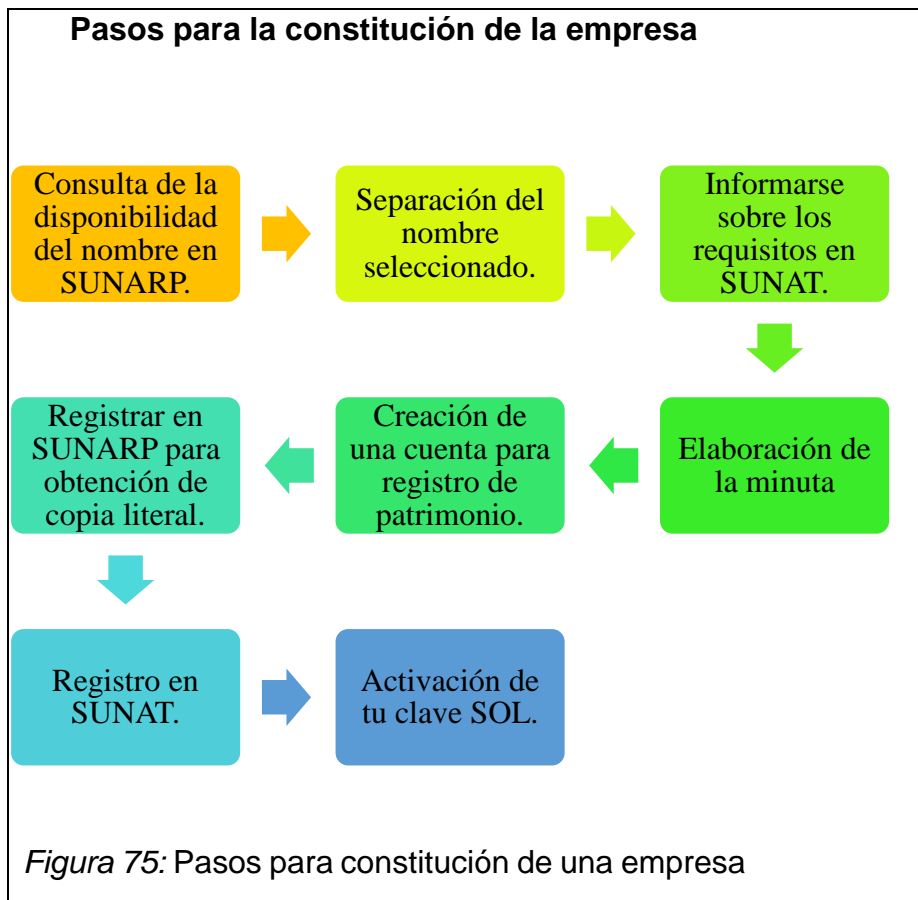 Pasos para la constitución de la empresa
Consulta de la
disponibilidad
del nombre en
SUNARP.
Separación del
nombre
seleccionado.
Informarse
sobre los
requisitos en
SUNAT.
Elaboración de
la minuta
Creación de
una cuenta para
registro de
patrimonio.
Registrar en
SUNARP para
obtención de
copia literal.
Registro en
SUNAT.
Activación de
tu clave SOL.
Figura 75: Pasos para constitución de una empresa